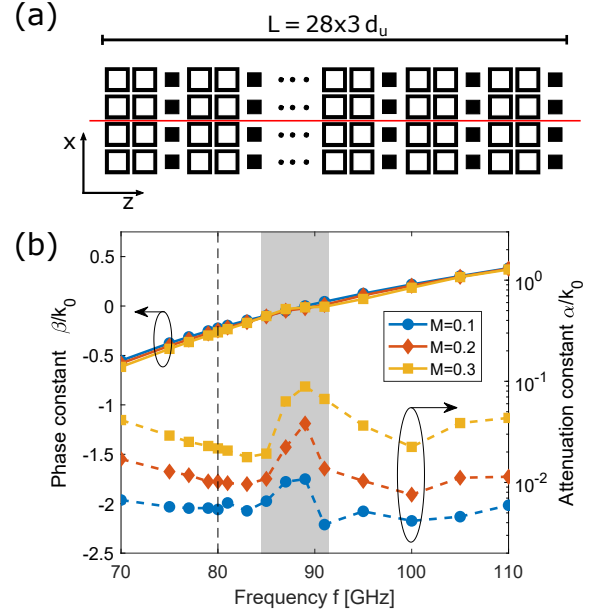 (a)
L = 28x3 d_u
x
z
(b)
0.5
0
-0.5
-1
-1.5
-2
-2.5
Phase constant β/k_0
10^0
10^-1
10^-2
Attenuation constant α/k_0
M=0.1
M=0.2
M=0.3
70 80 90 100 110
Frequency f [GHz]